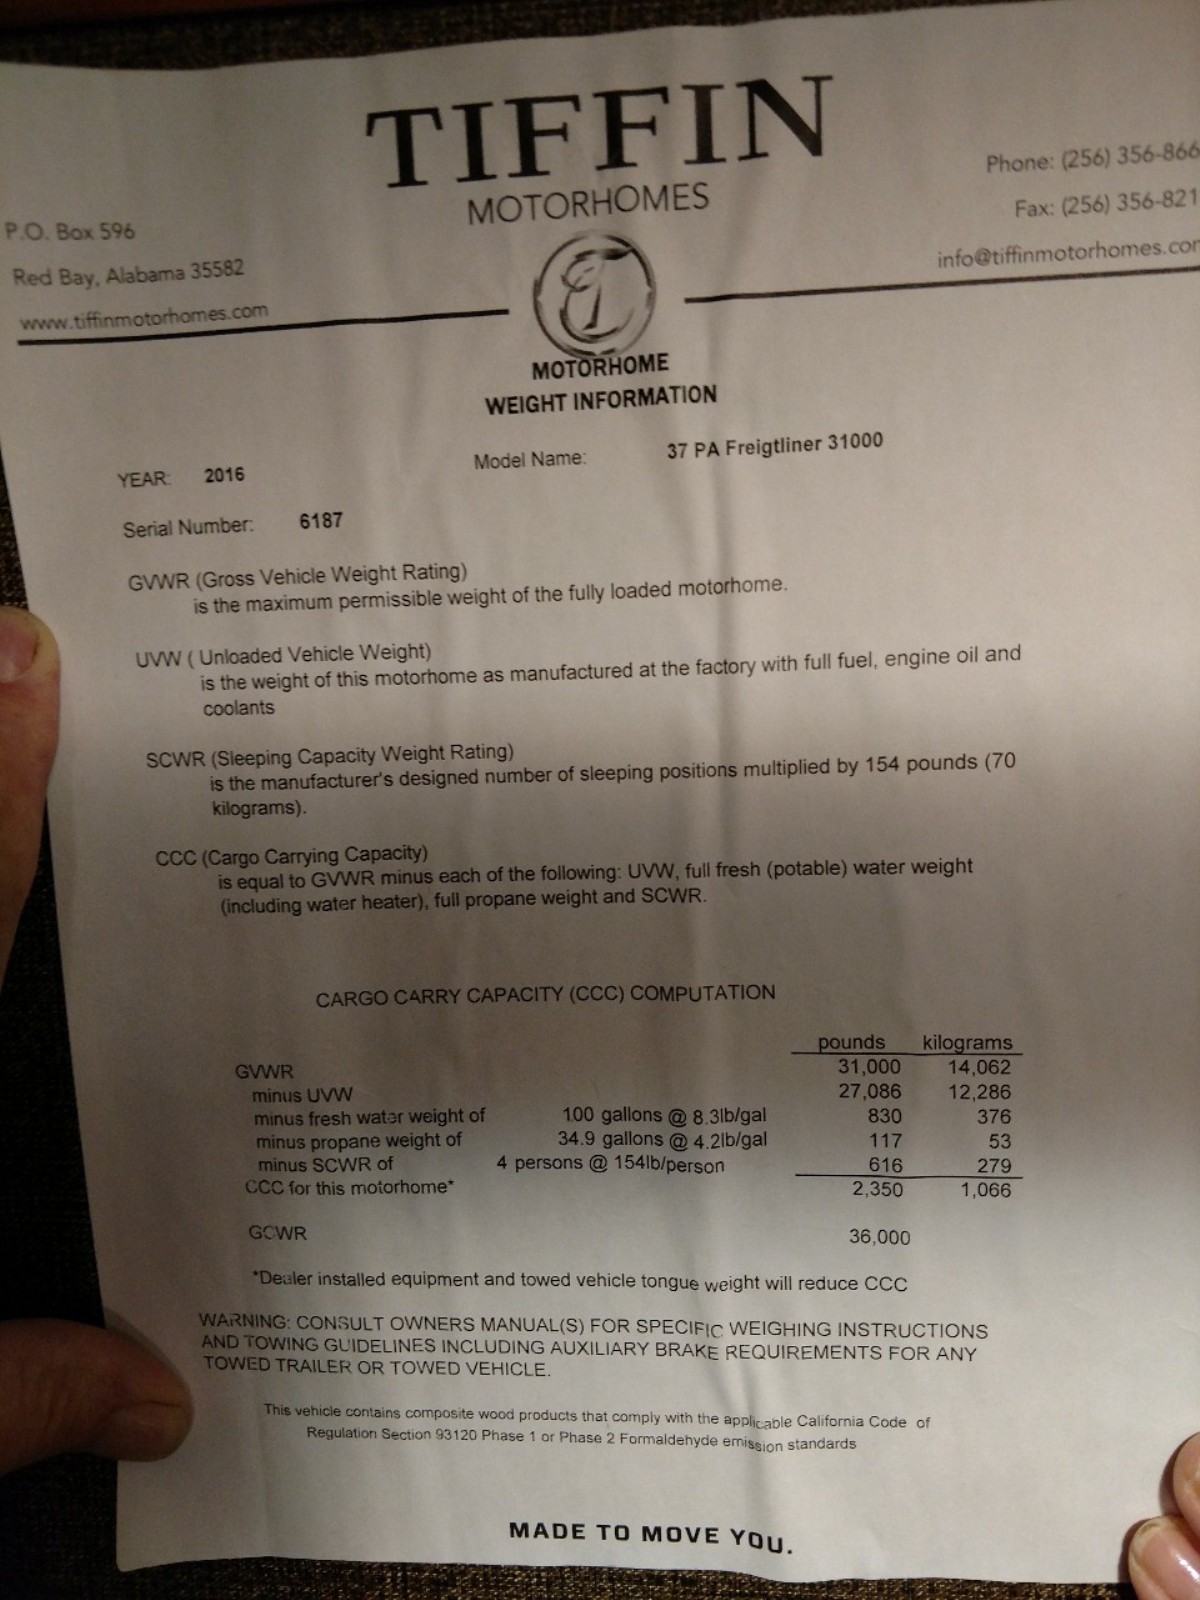 TIFFIN
MOTORHOMES
P.O. Box 596
Red Bay, Alabama 35582
www.tiffinmotorhomes.com
Phone: (256) 356-866
Fax: (256) 356-821
info@tiffinmotorhomes.com
MOTORHOME
WEIGHT INFORMATION
YEAR: 2016 Model Name: 37 PA Freigtliner 31000
Serial Number: 6187
GVWR (Gross Vehicle Weight Rating)
is the maximum permissible weight of the fully loaded motorhome.
UVW ( Unloaded Vehicle Weight)
is the weight of this motorhome as manufactured at the factory with full fuel, engine oil and
coolants
SCWR (Sleeping Capacity Weight Rating)
is the manufacturer's designed number of sleeping positions multiplied by 154 pounds (70
kilograms).
CCC (Cargo Carrying Capacity)
is equal to GVWR minus each of the following: UVW, full fresh (potable) water weight
(including water heater), full propane weight and SCWR.
CARGO CARRY CAPACITY (CCC) COMPUTATION
pounds kilograms
GVWR 31,000 14,062
minus UVW 27,086 12,286
minus fresh water weight of 100 gallons @ 8.3lb/gal 830 376
minus propane weight of 34.9 gallons @ 4.2lb/gal 117 53
minus SCWR of 4 persons @ 154lb/person 616 279
CCC for this motorhome* 2,350 1,066
GCWR 36,000
*Dealer installed equipment and towed vehicle tongue weight will reduce CCC
WARNING: CONSULT OWNERS MANUAL(S) FOR SPECIFIC WEIGHING INSTRUCTIONS
AND TOWING GUIDELINES INCLUDING AUXILIARY BRAKE REQUIREMENTS FOR ANY
TOWED TRAILER OR TOWED VEHICLE.
This vehicle contains composite wood products that comply with the applicable California Code of
Regulation Section 93120 Phase 1 or Phase 2 Formaldehyde emission standards
MADE TO MOVE YOU.